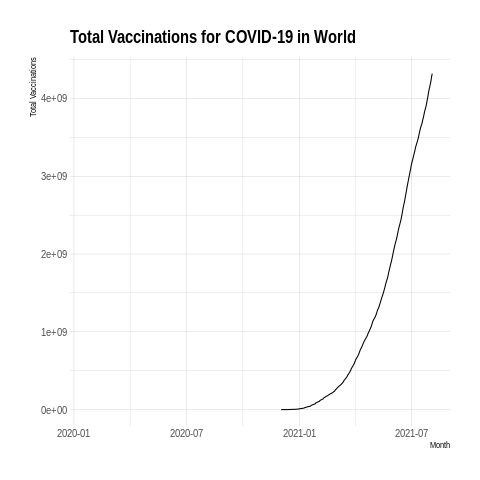 Total Vaccinations for COVID-19 in World
Total Vaccinations
4e+09
3e+09
2e+09
1e+09
0e+00
2020-01 2020-07 2021-01 2021-07
Month